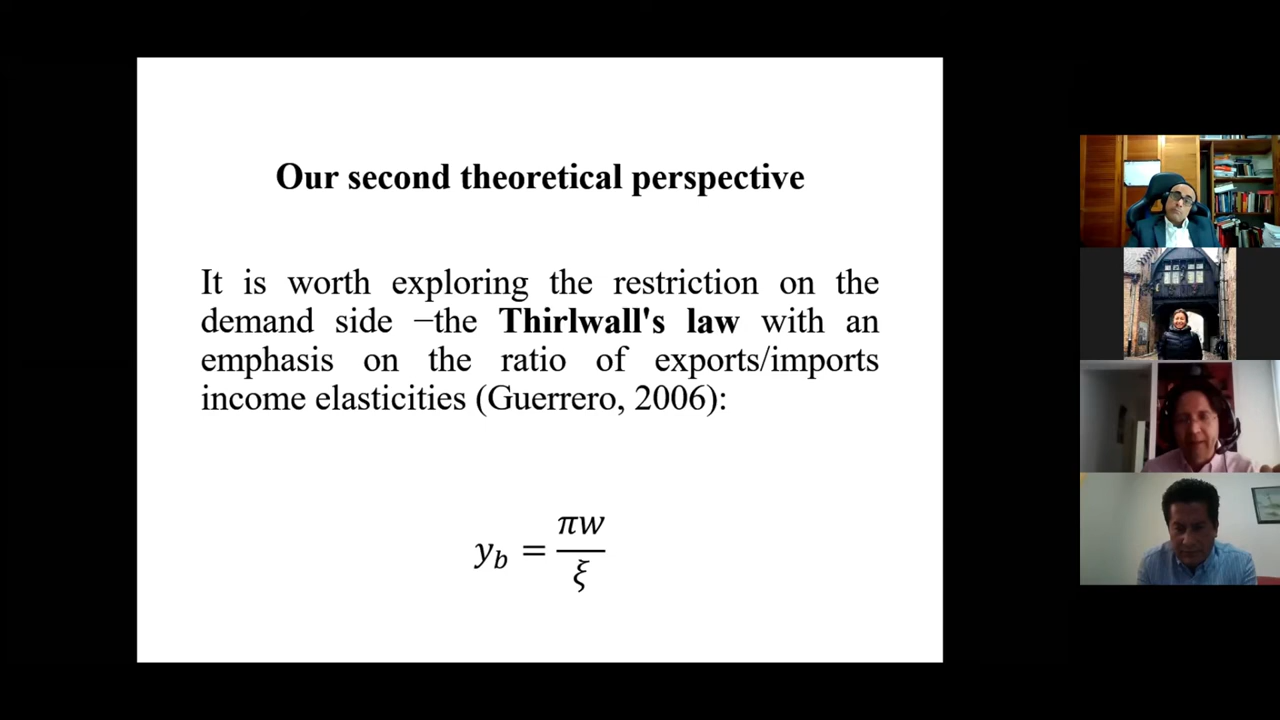 Our second theoretical perspective
It is worth exploring the restriction on the
demand side −the Thirlwall's law with an
emphasis on the ratio of exports/imports
income elasticities (Guerrero, 2006):
y_b = πw/ξ